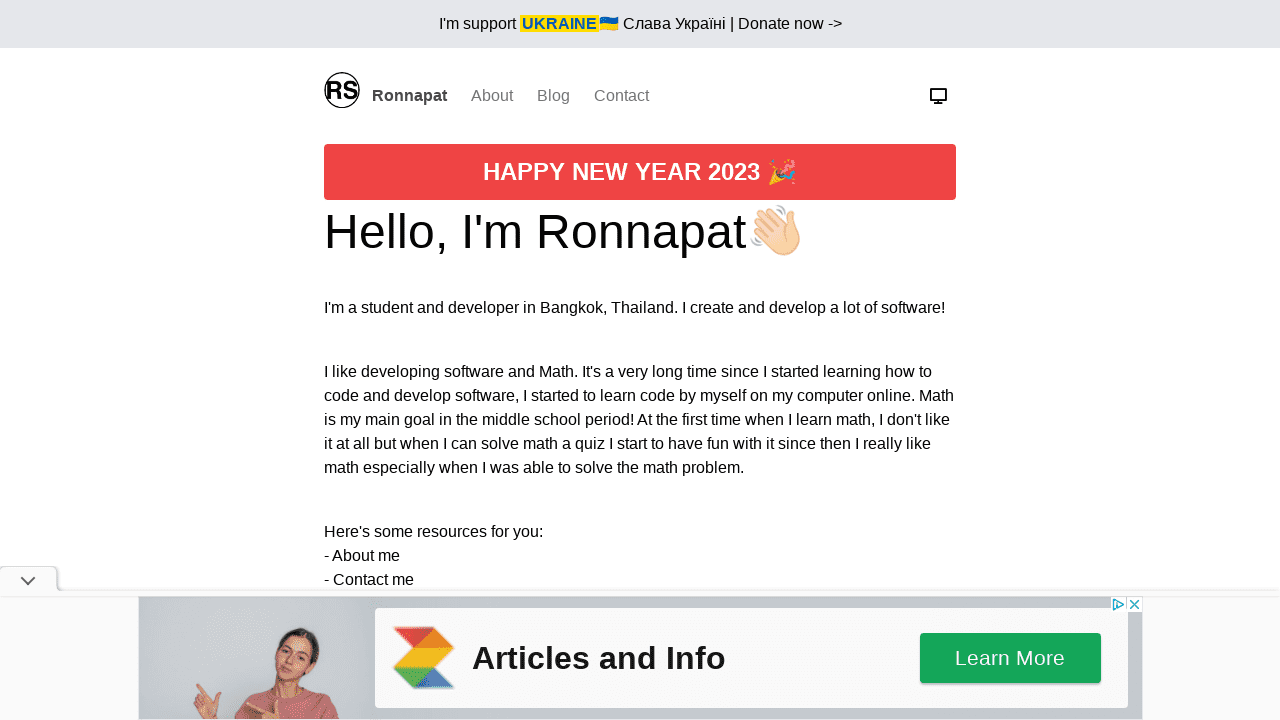 I'm support UKRAINE🇺🇦 Слава Україні | Donate now ->
RS Ronnapat About Blog Contact
HAPPY NEW YEAR 2023 🎉
Hello, I'm Ronnapat👋🏻
I'm a student and developer in Bangkok, Thailand. I create and develop a lot of software!
I like developing software and Math. It's a very long time since I started learning how to
code and develop software, I started to learn code by myself on my computer online. Math
is my main goal in the middle school period! At the first time when I learn math, I don't like
it at all but when I can solve math a quiz I start to have fun with it since then I really like
math especially when I was able to solve the math problem.
Here's some resources for you:
- About me
- Contact me
Articles and Info
Learn More